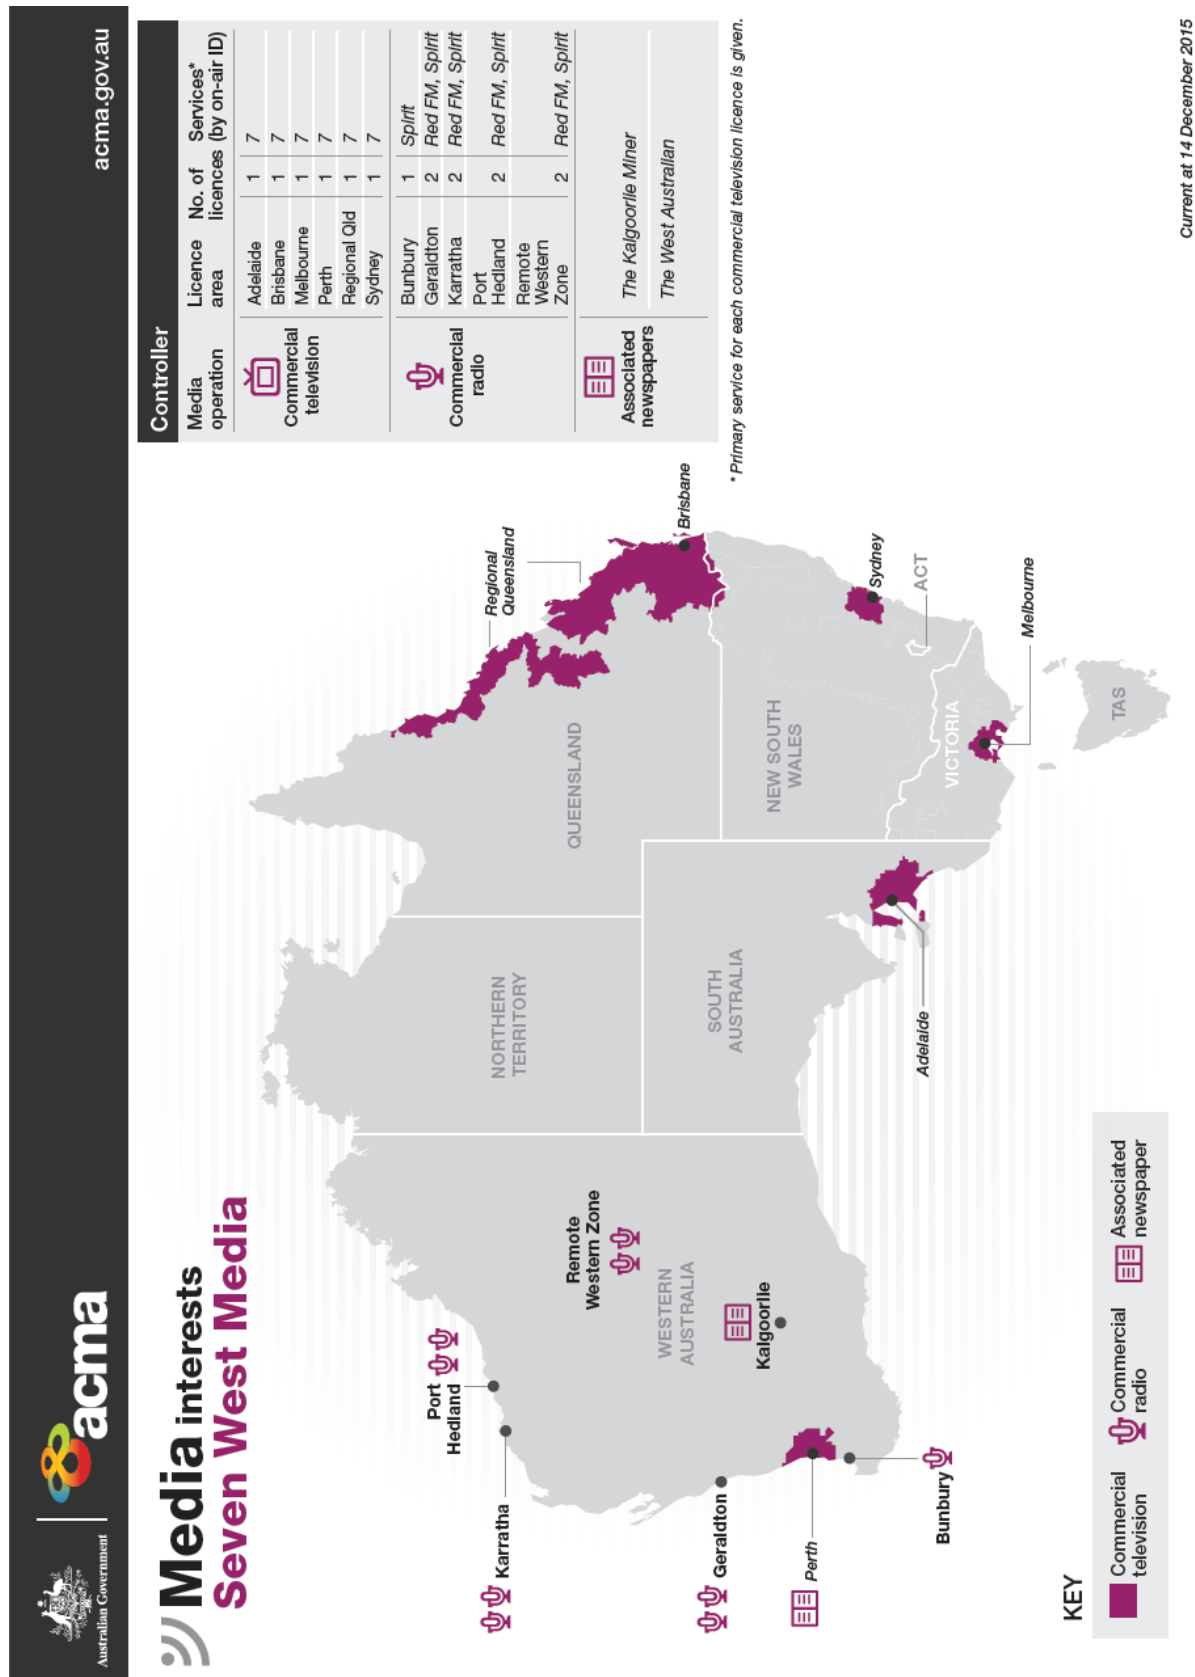 Australian Government
acma
acma.gov.au
Media interests
Seven West Media
Controller
Media operation
Licence area
No. of licences
Services* (by on-air ID)
Commercial television
Adelaide 1 7
Brisbane 1 7
Melbourne 1 7
Perth 1 7
Regional Qld 1 7
Sydney 1 7
Commercial radio
Bunbury 1 Spirit
Geraldton 2 Red FM, Spirit
Karratha 2 Red FM, Spirit
Port
Hedland 2 Red FM, Spirit
Remote
Western
Zone 2 Red FM, Spirit
Associated newspapers
The Kalgoorlie Miner
The West Australian
* Primary service for each commercial television licence is given.
Port
Hedland
Karratha
Remote
Western Zone
WESTERN
AUSTRALIA
Kalgoorlie
Geraldton
Perth
Bunbury
NORTHERN
TERRITORY
SOUTH
AUSTRALIA
Adelaide
QUEENSLAND
Regional
Queensland
Brisbane
NEW SOUTH
WALES
Sydney
ACT
VICTORIA
Melbourne
TAS
KEY
Commercial
television
Commercial
radio
Associated
newspaper
Current at 14 December 2015